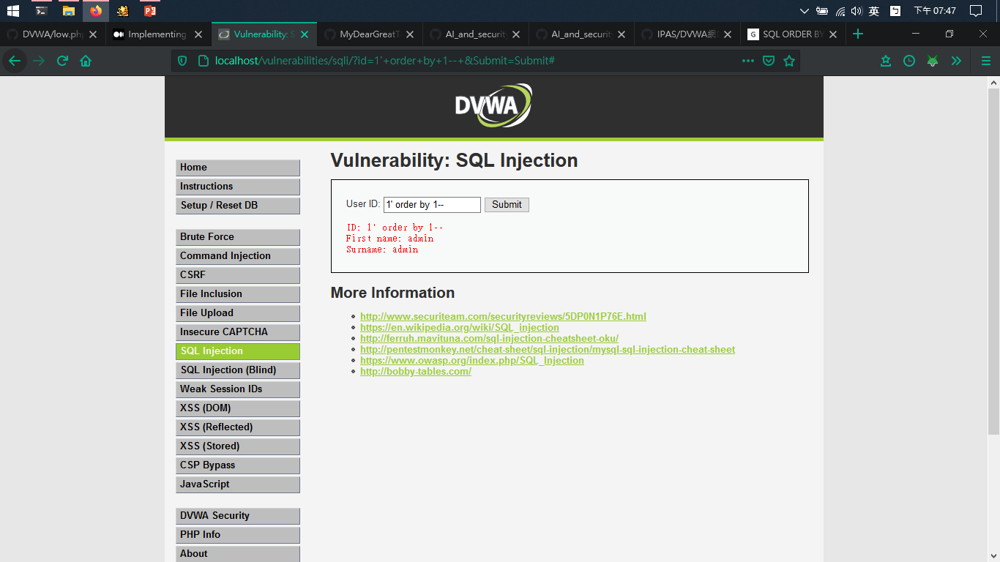 英
下午 07:47
DVWA/low.ph
Implementing
Vulnerability: S
MyDearGreatT
AI_and_security
AI_and_securit
IPAS/DVWA網
G
SQL ORDER BY
localhost/vulnerabilities/sqli/?id=1'+order+by+1--+&Submit=Submit#
DVWA
Home
Instructions
Setup / Reset DB
Brute Force
Command Injection
CSRF
File Inclusion
File Upload
Insecure CAPTCHA
SQL Injection
SQL Injection (Blind)
Weak Session IDs
XSS (DOM)
XSS (Reflected)
XSS (Stored)
CSP Bypass
JavaScript
DVWA Security
PHP Info
About
Vulnerability: SQL Injection
User ID: 1' order by 1-- Submit
ID: 1' order by 1--
First name: admin
Surname: admin
More Information
http://www.securiteam.com/securityreviews/5DP0N1P76E.html
https://en.wikipedia.org/wiki/SQL_injection
http://ferruh.mavituna.com/sql-injection-cheatsheet-oku/
http://pentestmonkey.net/cheat-sheet/sql-injection/mysql-sql-injection-cheat-sheet
https://www.owasp.org/index.php/SQL_Injection
http://bobby-tables.com/